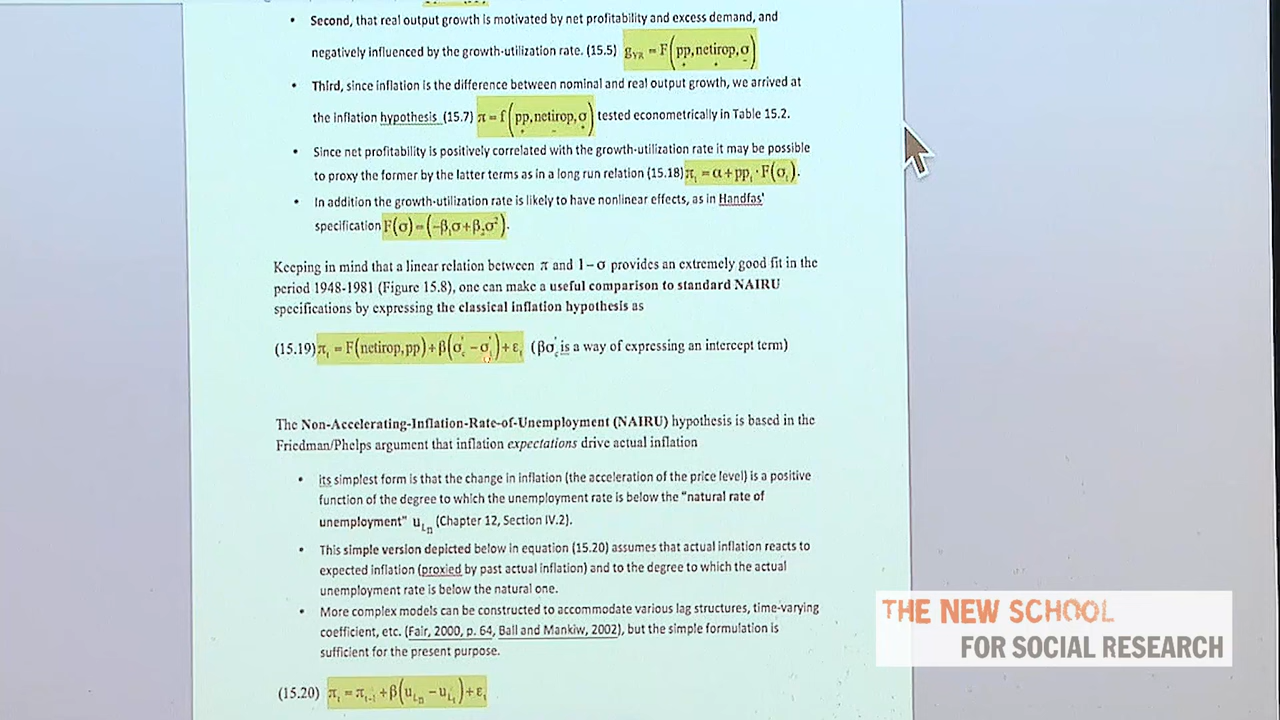 • Second, that real output growth is motivated by net profitability and excess demand, and
negatively influenced by the growth-utilization rate. (15.5) g_YR = F(pp, netirop, σ)
• Third, since inflation is the difference between nominal and real output growth, we arrived at
the inflation hypothesis (15.7) π = f(pp, netirop, σ) tested econometrically in Table 15.2.
• Since net profitability is positively correlated with the growth-utilization rate it may be possible
to proxy the former by the latter terms as in a long run relation (15.18) π_t = α + pp_t · F(σ_t).
• In addition the growth-utilization rate is likely to have nonlinear effects, as in Handfas'
specification F(σ) = (-β₁σ + β₂σ²).
Keeping in mind that a linear relation between π and 1-σ provides an extremely good fit in the
period 1948-1981 (Figure 15.8), one can make a useful comparison to standard NAIRU
specifications by expressing the classical inflation hypothesis as
(15.19) π_t = F(netirop, pp) + β(σ'_c - σ'_t) + ε_t (βσ'_c is a way of expressing an intercept term)
The Non-Accelerating-Inflation-Rate-of-Unemployment (NAIRU) hypothesis is based in the
Friedman/Phelps argument that inflation expectations drive actual inflation
• its simplest form is that the change in inflation (the acceleration of the price level) is a positive
function of the degree to which the unemployment rate is below the "natural rate of
unemployment" u_Ln (Chapter 12, Section IV.2).
• This simple version depicted below in equation (15.20) assumes that actual inflation reacts to
expected inflation (proxied by past actual inflation) and to the degree to which the actual
unemployment rate is below the natural one.
• More complex models can be constructed to accommodate various lag structures, time-varying
coefficient, etc. (Fair, 2000, p. 64, Ball and Mankiw, 2002), but the simple formulation is
sufficient for the present purpose.
(15.20) π_t = π_t-1 + β(u_Ln - u_Lt) + ε_t
THE NEW SCHOOL
FOR SOCIAL RESEARCH